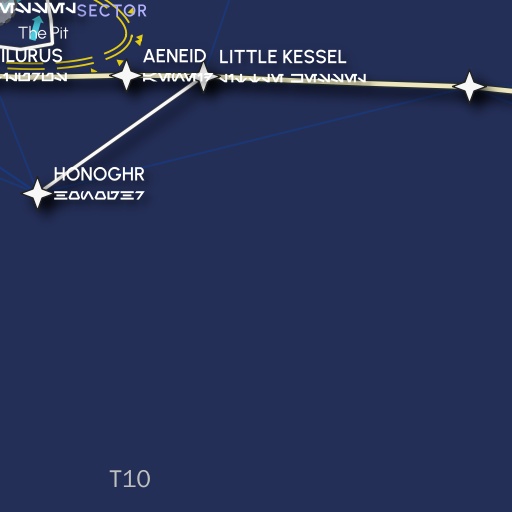 SECTOR
The Pit
ILURUS
AENEID
LITTLE KESSEL
HONOGHR
T10